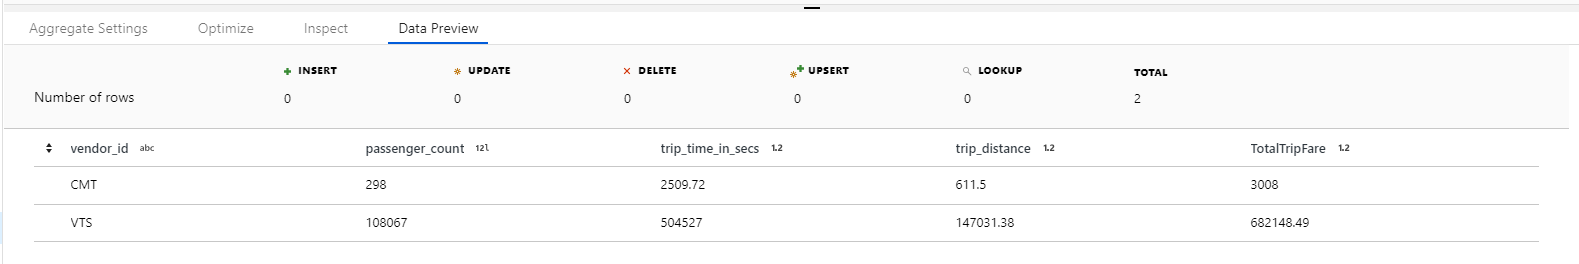 Aggregate Settings Optimize Inspect Data Preview
INSERT UPDATE DELETE UPSERT LOOKUP TOTAL
Number of rows 0 0 0 0 0 2
vendor_id abc passenger_count 12l trip_time_in_secs 1.2 trip_distance 1.2 TotalTripFare 1.2
CMT 298 2509.72 611.5 3008
VTS 108067 504527 147031.38 682148.49